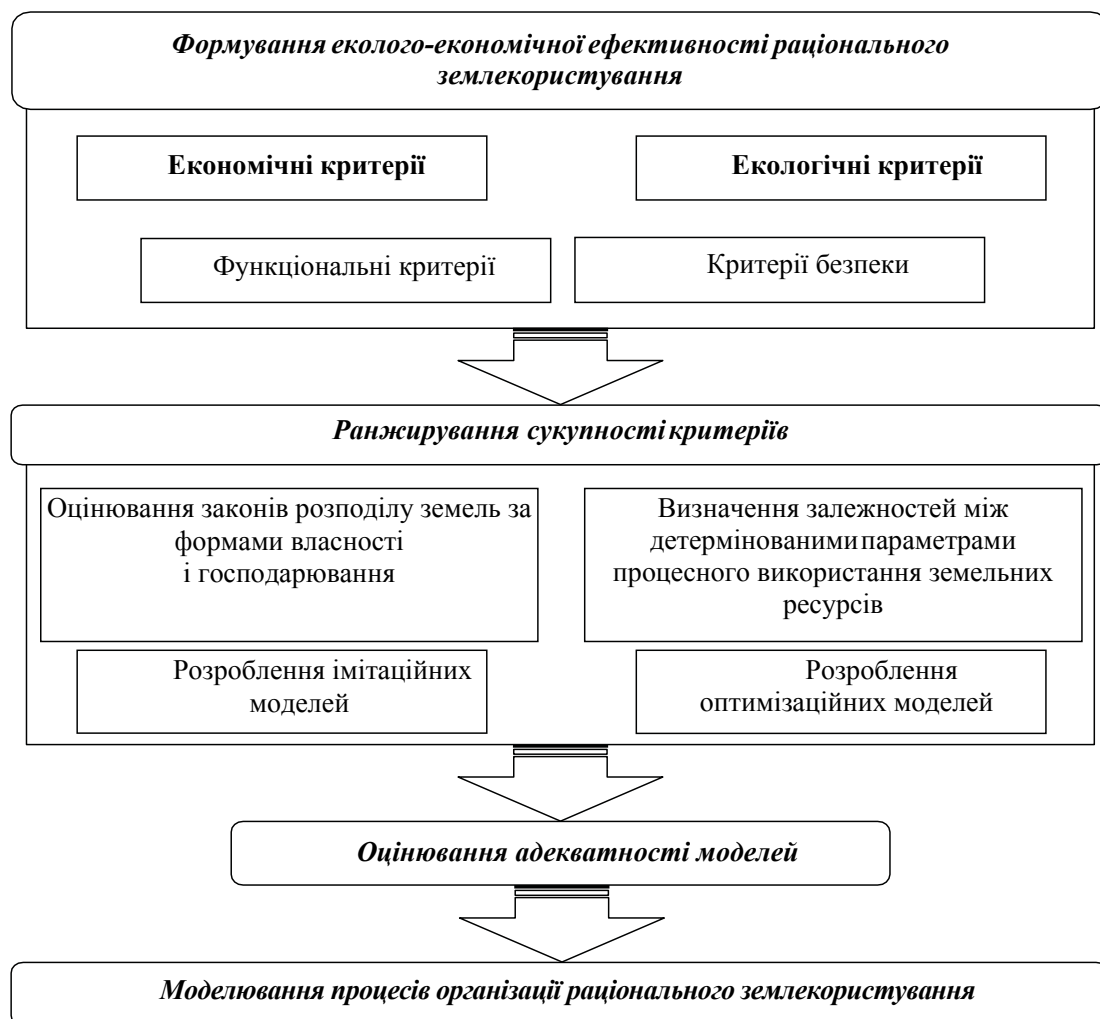 Формування еколого-економічної ефективності раціонального
землекористування
Економічні критерії
Екологічні критерії
Функціональні критерії
Критерії безпеки
Ранжирування сукупності критеріїв
Оцінювання законів розподілу земель за
формами власності
і господарювання
Визначення залежностей між
детермінованими параметрами
процесного використання земельних
ресурсів
Розроблення імітаційних
моделей
Розроблення
оптимізаційних моделей
Оцінювання адекватності моделей
Моделювання процесів організації раціонального землекористування